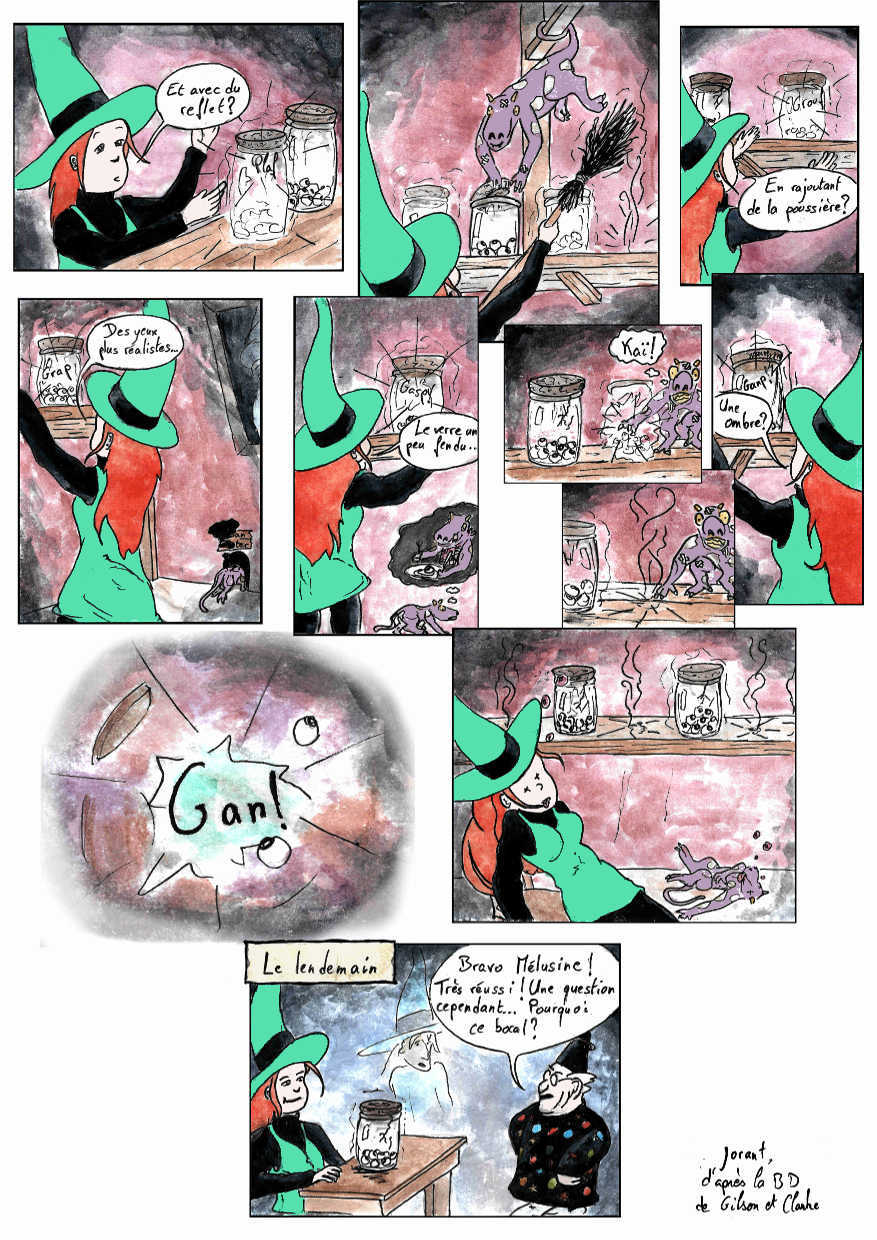 Et avec du
reflet?
Pla
Grou
En rajoutant
de la poussière?
Des yeux
plus réalistes...
Grap
Gasp!
Le verre un
peu fendu...
Kaï!
Ganp!
Une
ombre?
Gan!
Le lendemain
Bravo Mélusine!
Très réussi! Une question
cependant... Pourquoi
ce bocal?
Jorant,
d'après la BD
de Gilson et Clarke